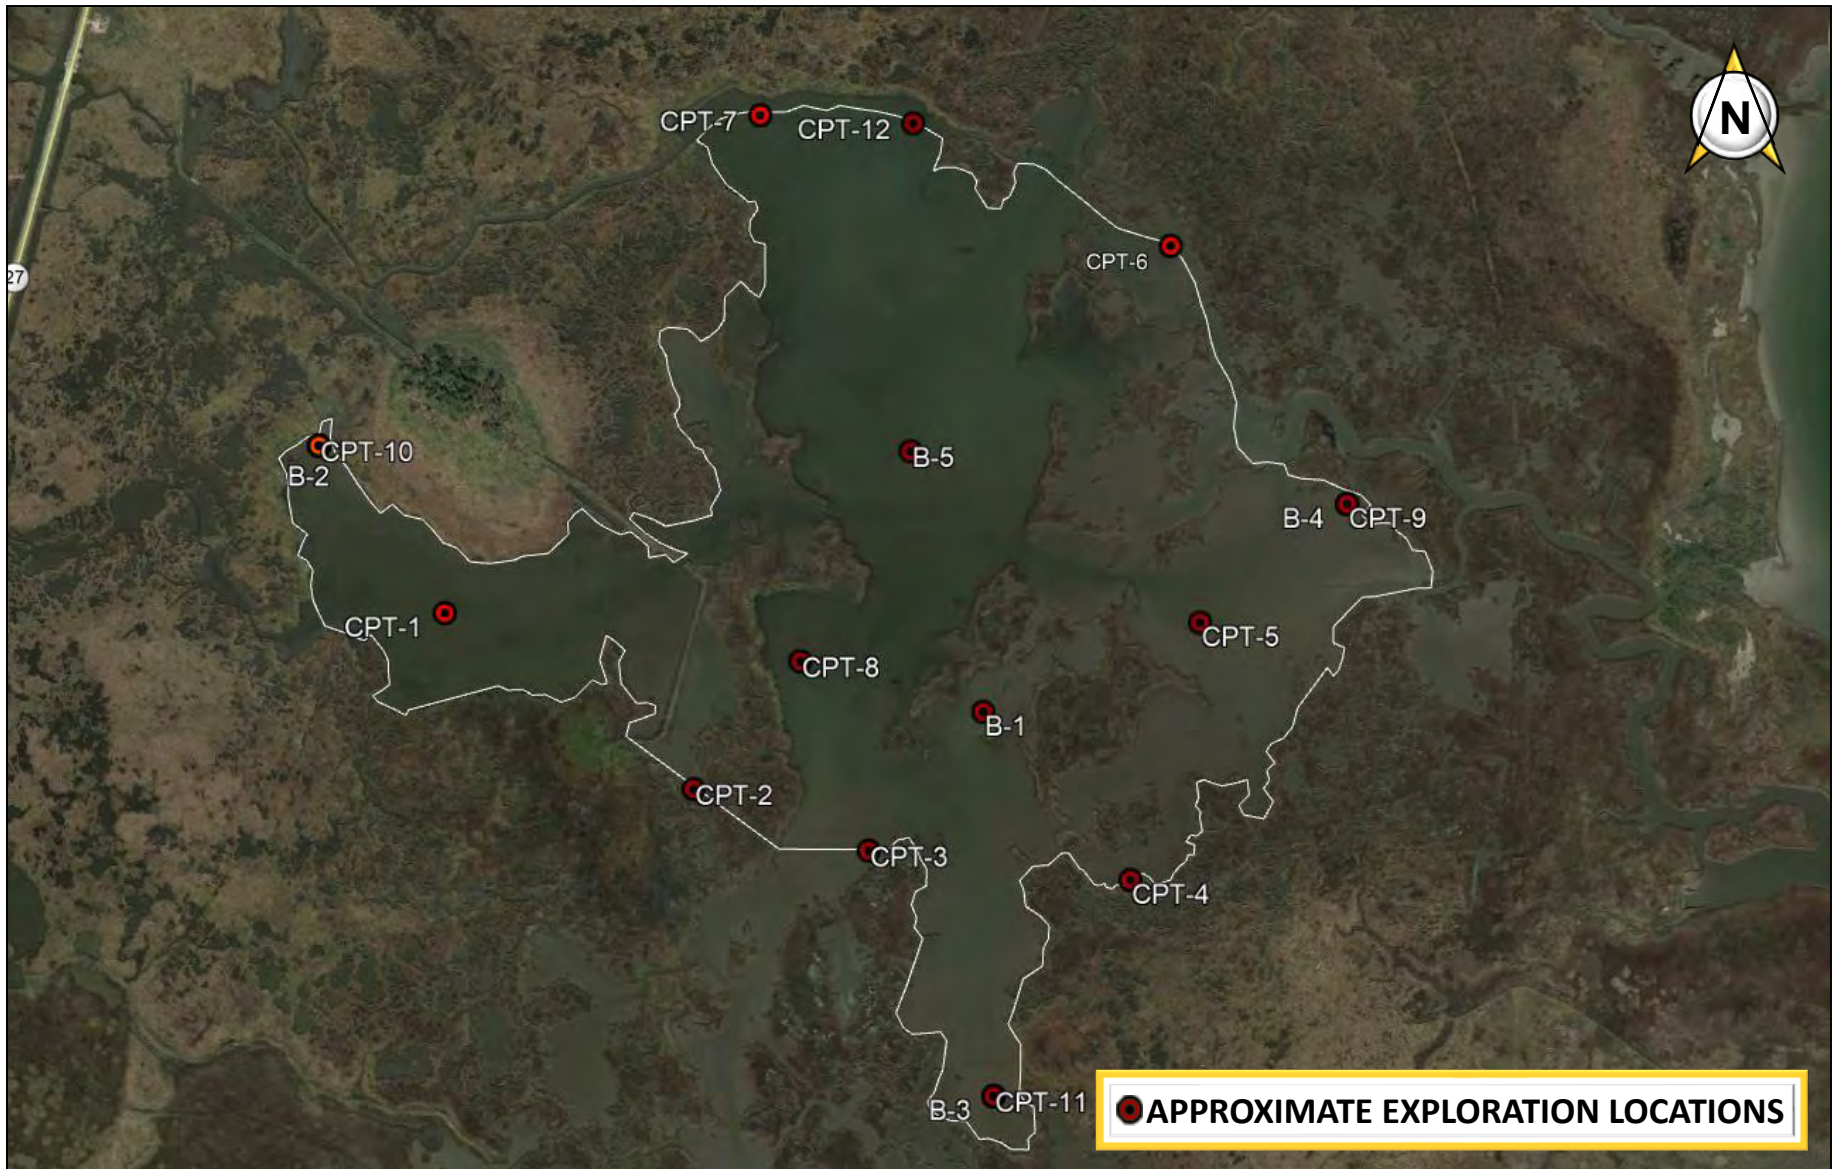 N
CPT-7
CPT-12
CPT-6
27
CPT-10
B-2
B-5
B-4
CPT-9
CPT-1
CPT-5
CPT-8
B-1
CPT-2
CPT-3
CPT-4
B-3
CPT-11
APPROXIMATE EXPLORATION LOCATIONS